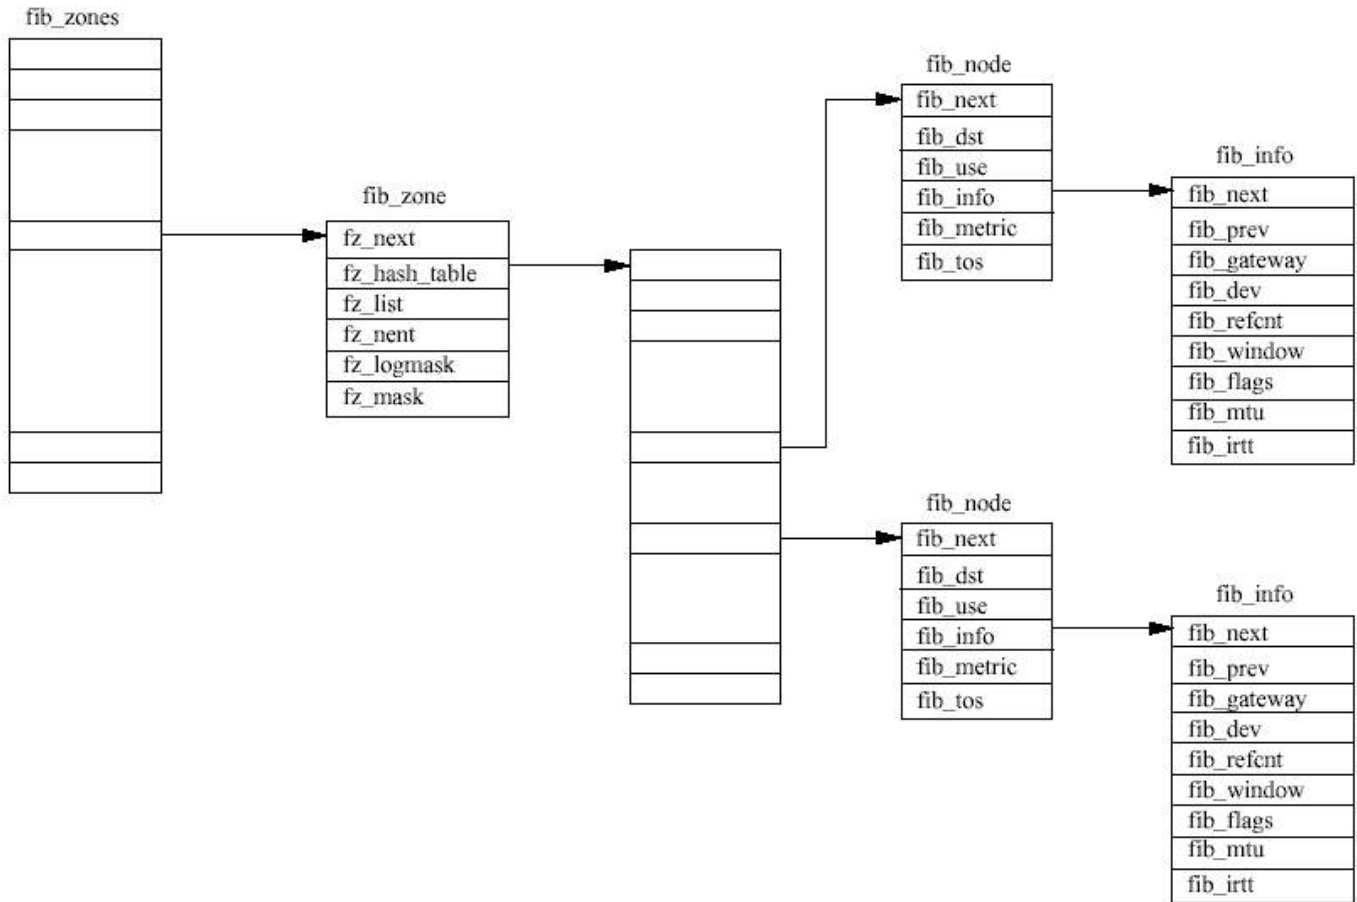 fib_zones
fib_zone
fz_next
fz_hash_table
fz_list
fz_nent
fz_logmask
fz_mask
fib_node
fib_next
fib_dst
fib_use
fib_info
fib_metric
fib_tos
fib_info
fib_next
fib_prev
fib_gateway
fib_dev
fib_refcnt
fib_window
fib_flags
fib_mtu
fib_irtt
fib_node
fib_next
fib_dst
fib_use
fib_info
fib_metric
fib_tos
fib_info
fib_next
fib_prev
fib_gateway
fib_dev
fib_refcnt
fib_window
fib_flags
fib_mtu
fib_irtt